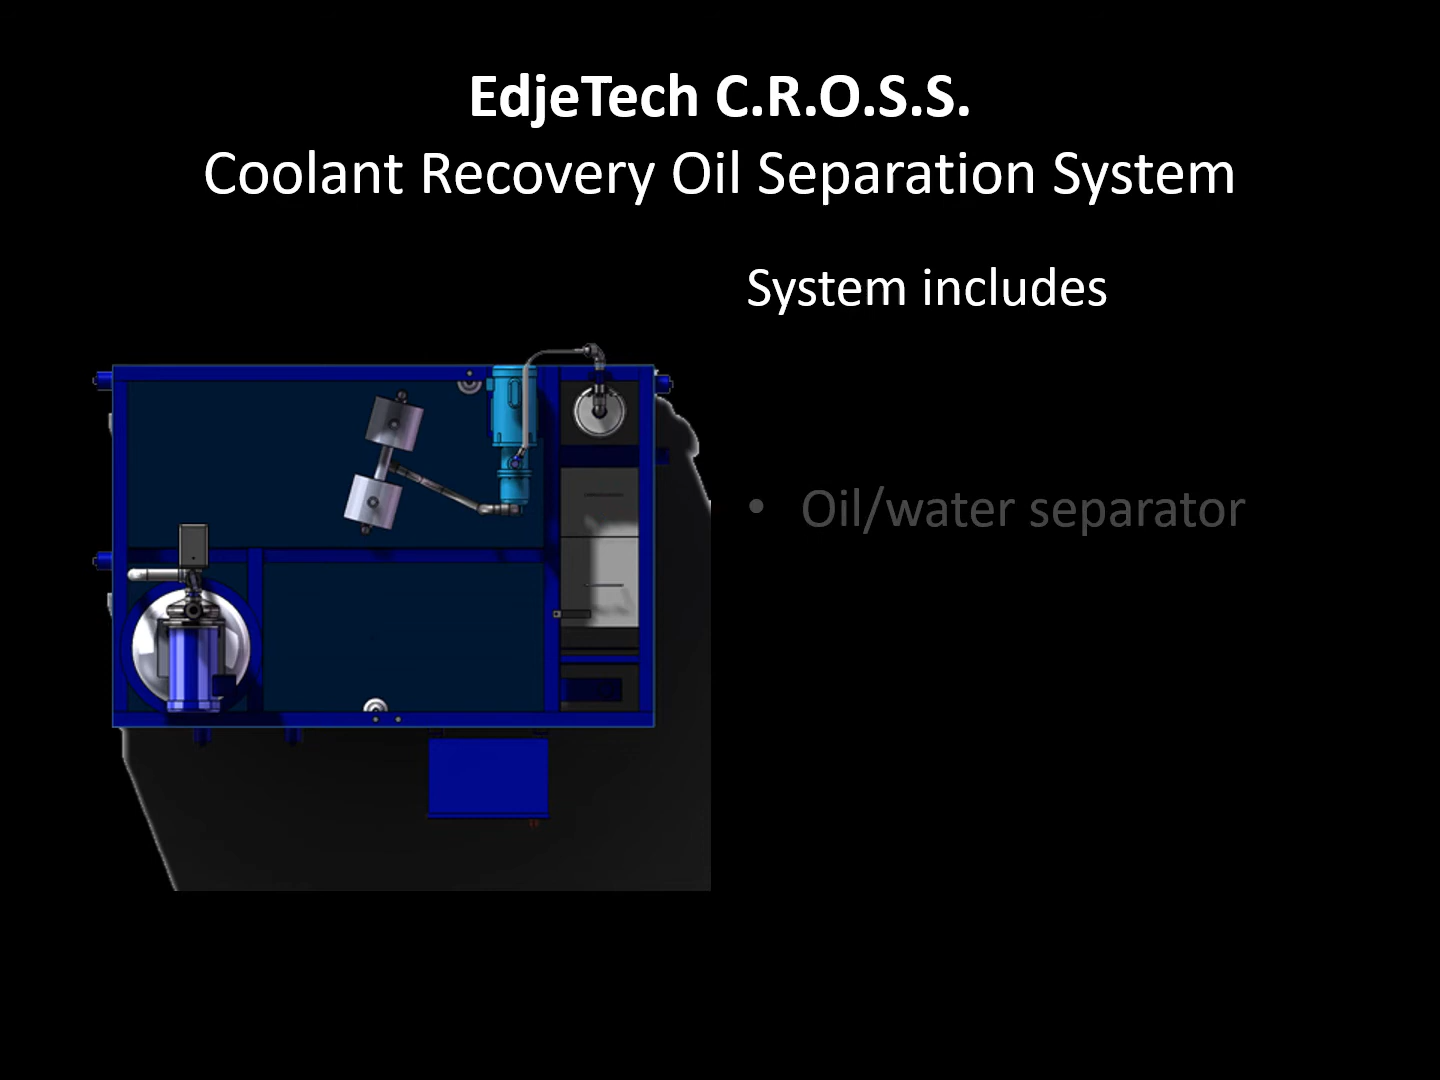 EdjeTech C.R.O.S.S.
Coolant Recovery Oil Separation System
System includes
• Oil/water separator